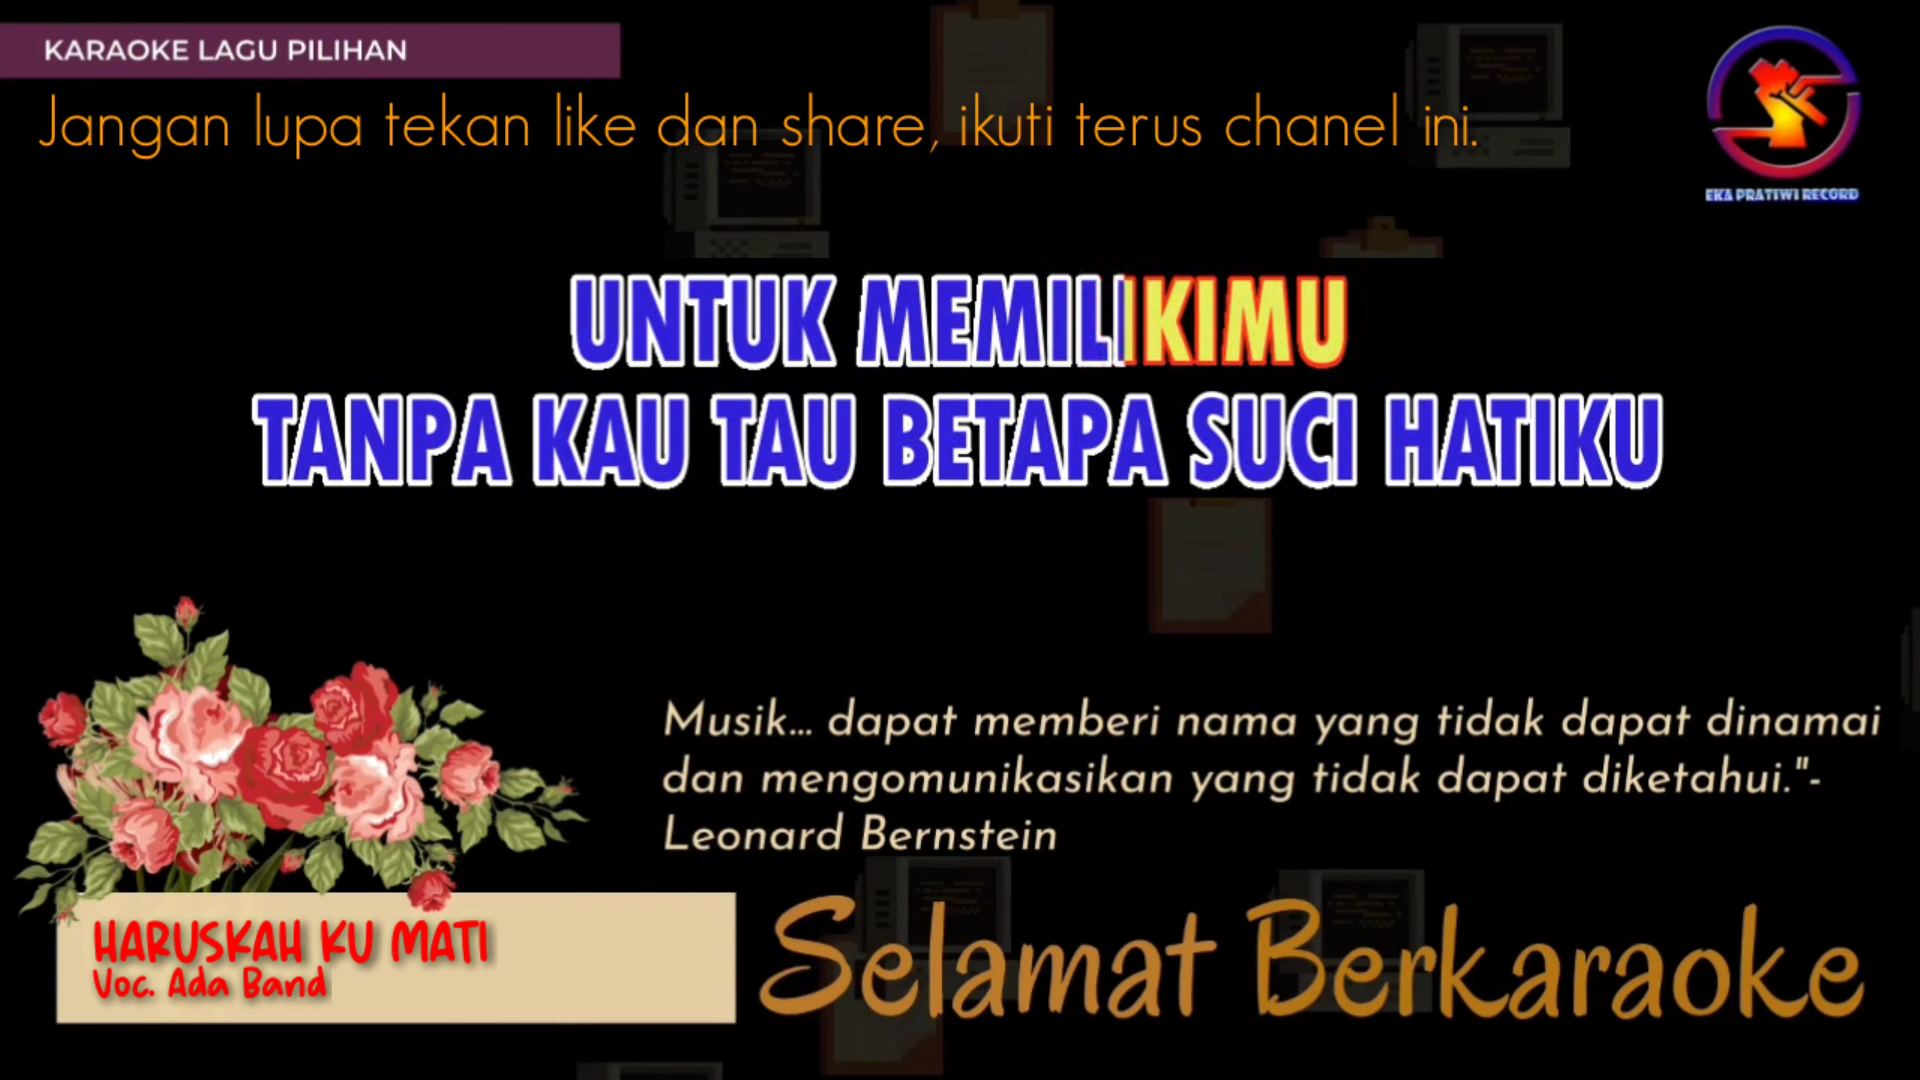 KARAOKE LAGU PILIHAN
Jangan lupa tekan like dan share, ikuti terus chanel ini.
EKA PRATIWI RECORD
UNTUK MEMILIKIMU
TANPA KAU TAU BETAPA SUCI HATIKU
Musik... dapat memberi nama yang tidak dapat dinamai
dan mengomunikasikan yang tidak dapat diketahui."-
Leonard Bernstein
HARUSKAH KU MATI
Voc. Ada Band
Selamat Berkaraoke